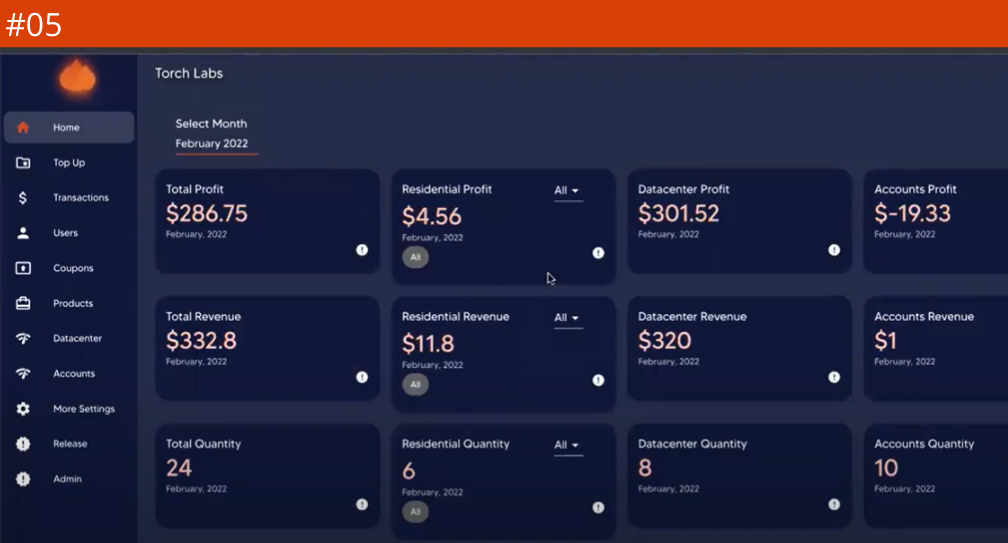 #05
Torch Labs
Select Month
February 2022
Home
Top Up
Transactions
Users
Coupons
Products
Datacenter
Accounts
More Settings
Release
Admin
Total Profit
$286.75
February, 2022
Residential Profit
All
$4.56
February, 2022
All
Datacenter Profit
$301.52
February, 2022
Accounts Profit
$-19.33
February, 2022
Total Revenue
$332.8
February, 2022
Residential Revenue
All
$11.8
February, 2022
All
Datacenter Revenue
$320
February, 2022
Accounts Revenue
$1
February, 2022
Total Quantity
24
February, 2022
Residential Quantity
All
6
February, 2022
All
Datacenter Quantity
8
February, 2022
Accounts Quantity
10
February, 2022